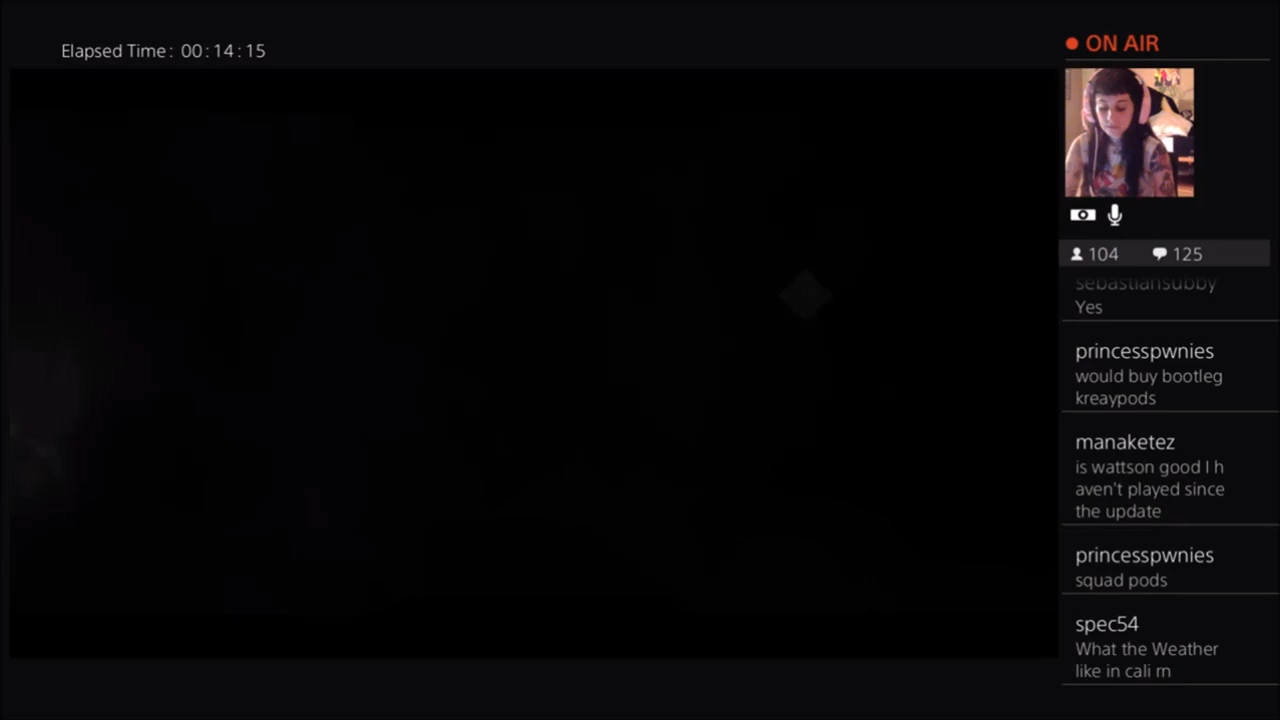 Elapsed Time: 00:14:15
ON AIR
104 125
sebastiansubby
Yes
princesspwnies
would buy bootleg
kreaypods
manaketez
is wattson good I h
aven't played since
the update
princesspwnies
squad pods
spec54
What the Weather
like in cali rn